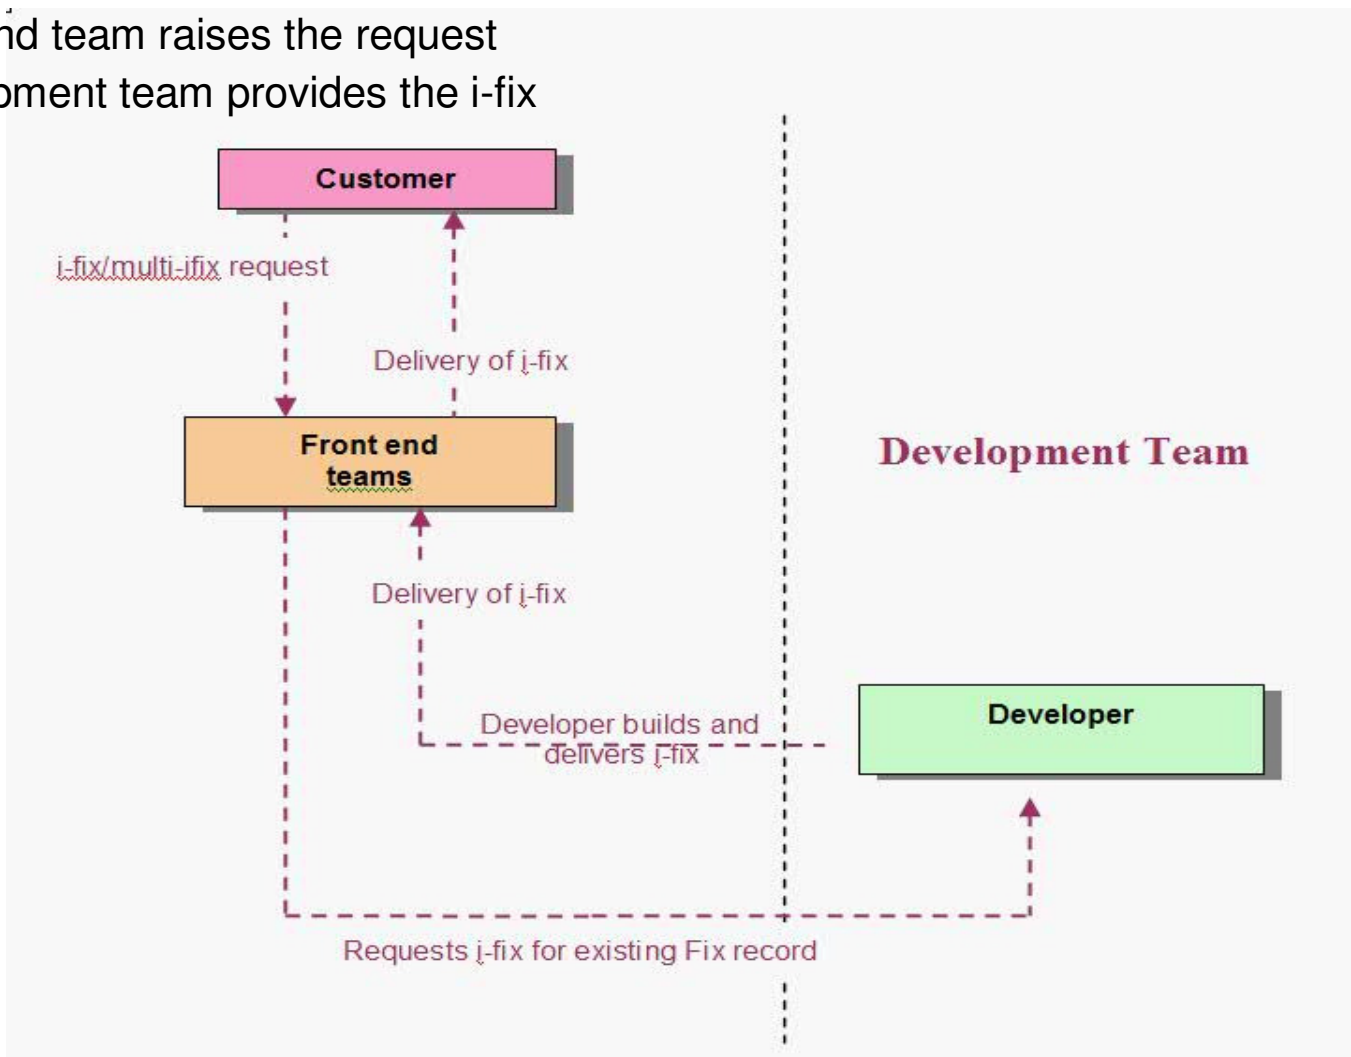 nd team raises the request
pment team provides the i-fix
Customer
i-fix/multi-ifix request
Delivery of i-fix
Front end
teams
Development Team
Delivery of i-fix
Developer
Developer builds and
delivers i-fix
Requests i-fix for existing Fix record